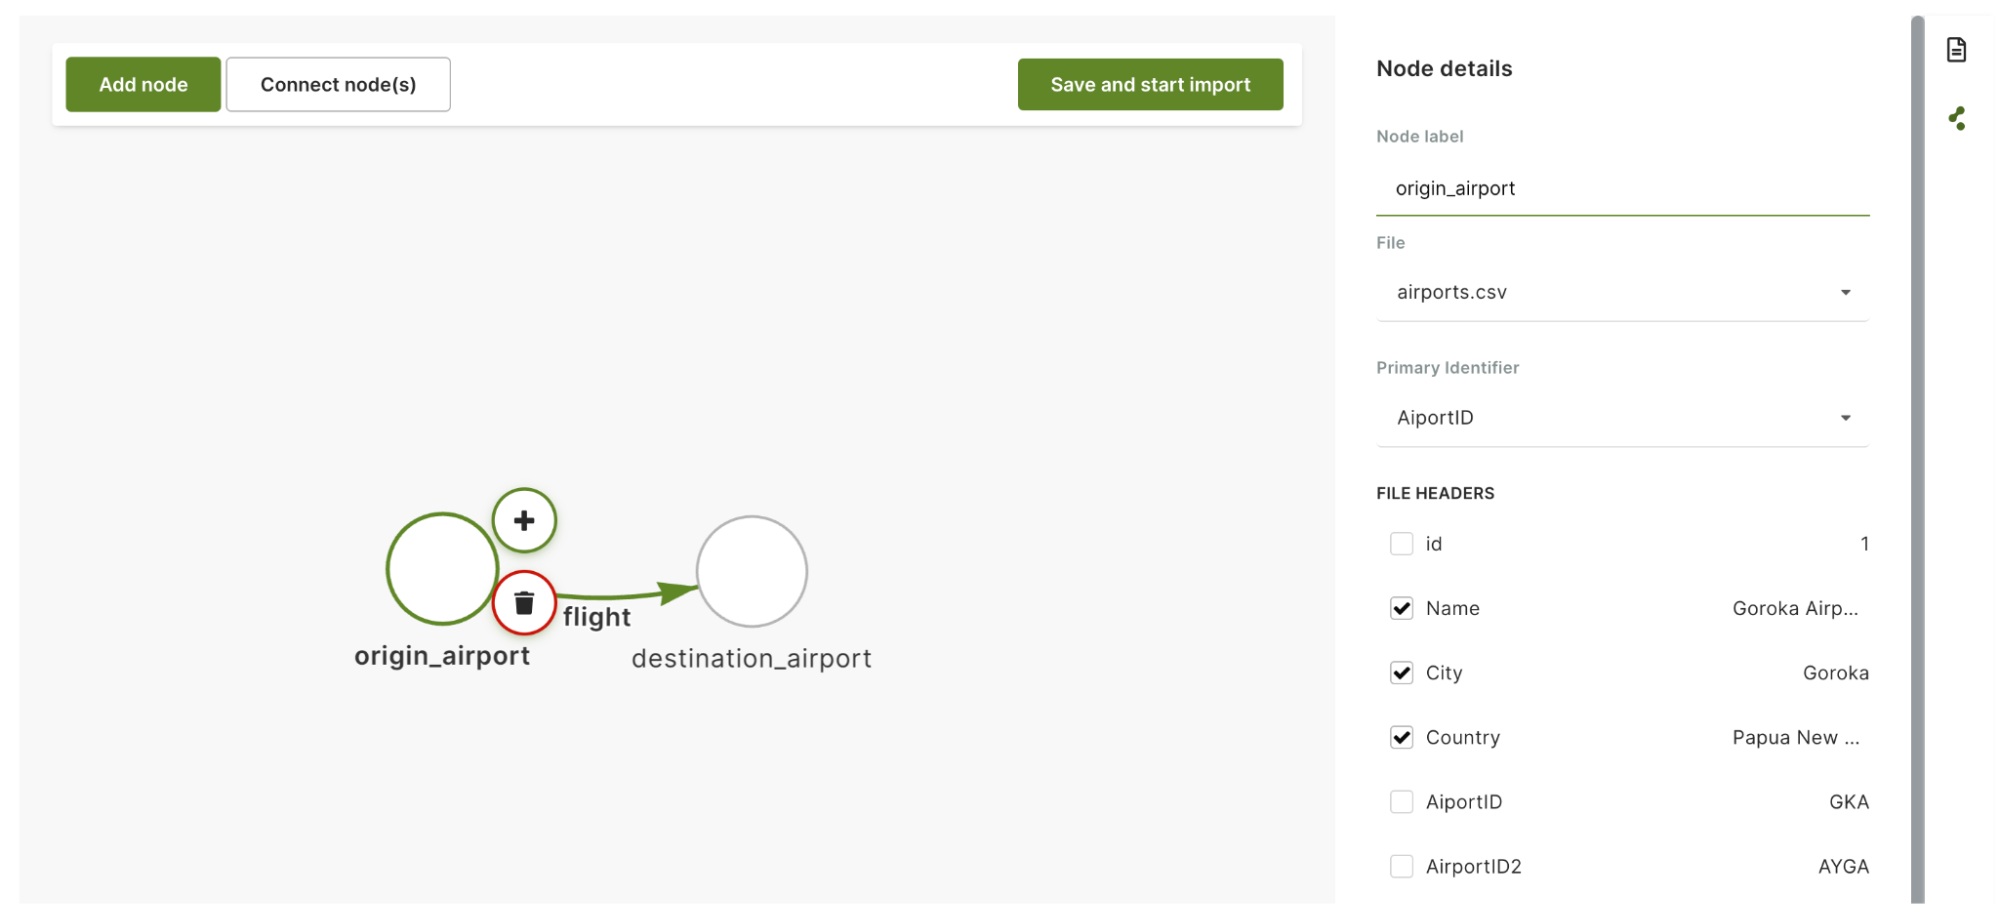 Add node
Connect node(s)
Save and start import
flight
origin_airport
destination_airport
Node details
Node label
origin_airport
File
airports.csv
Primary Identifier
AiportID
FILE HEADERS
id 1
Name Goroka Airp...
City Goroka
Country Papua New ...
AiportID GKA
AirportID2 AYGA